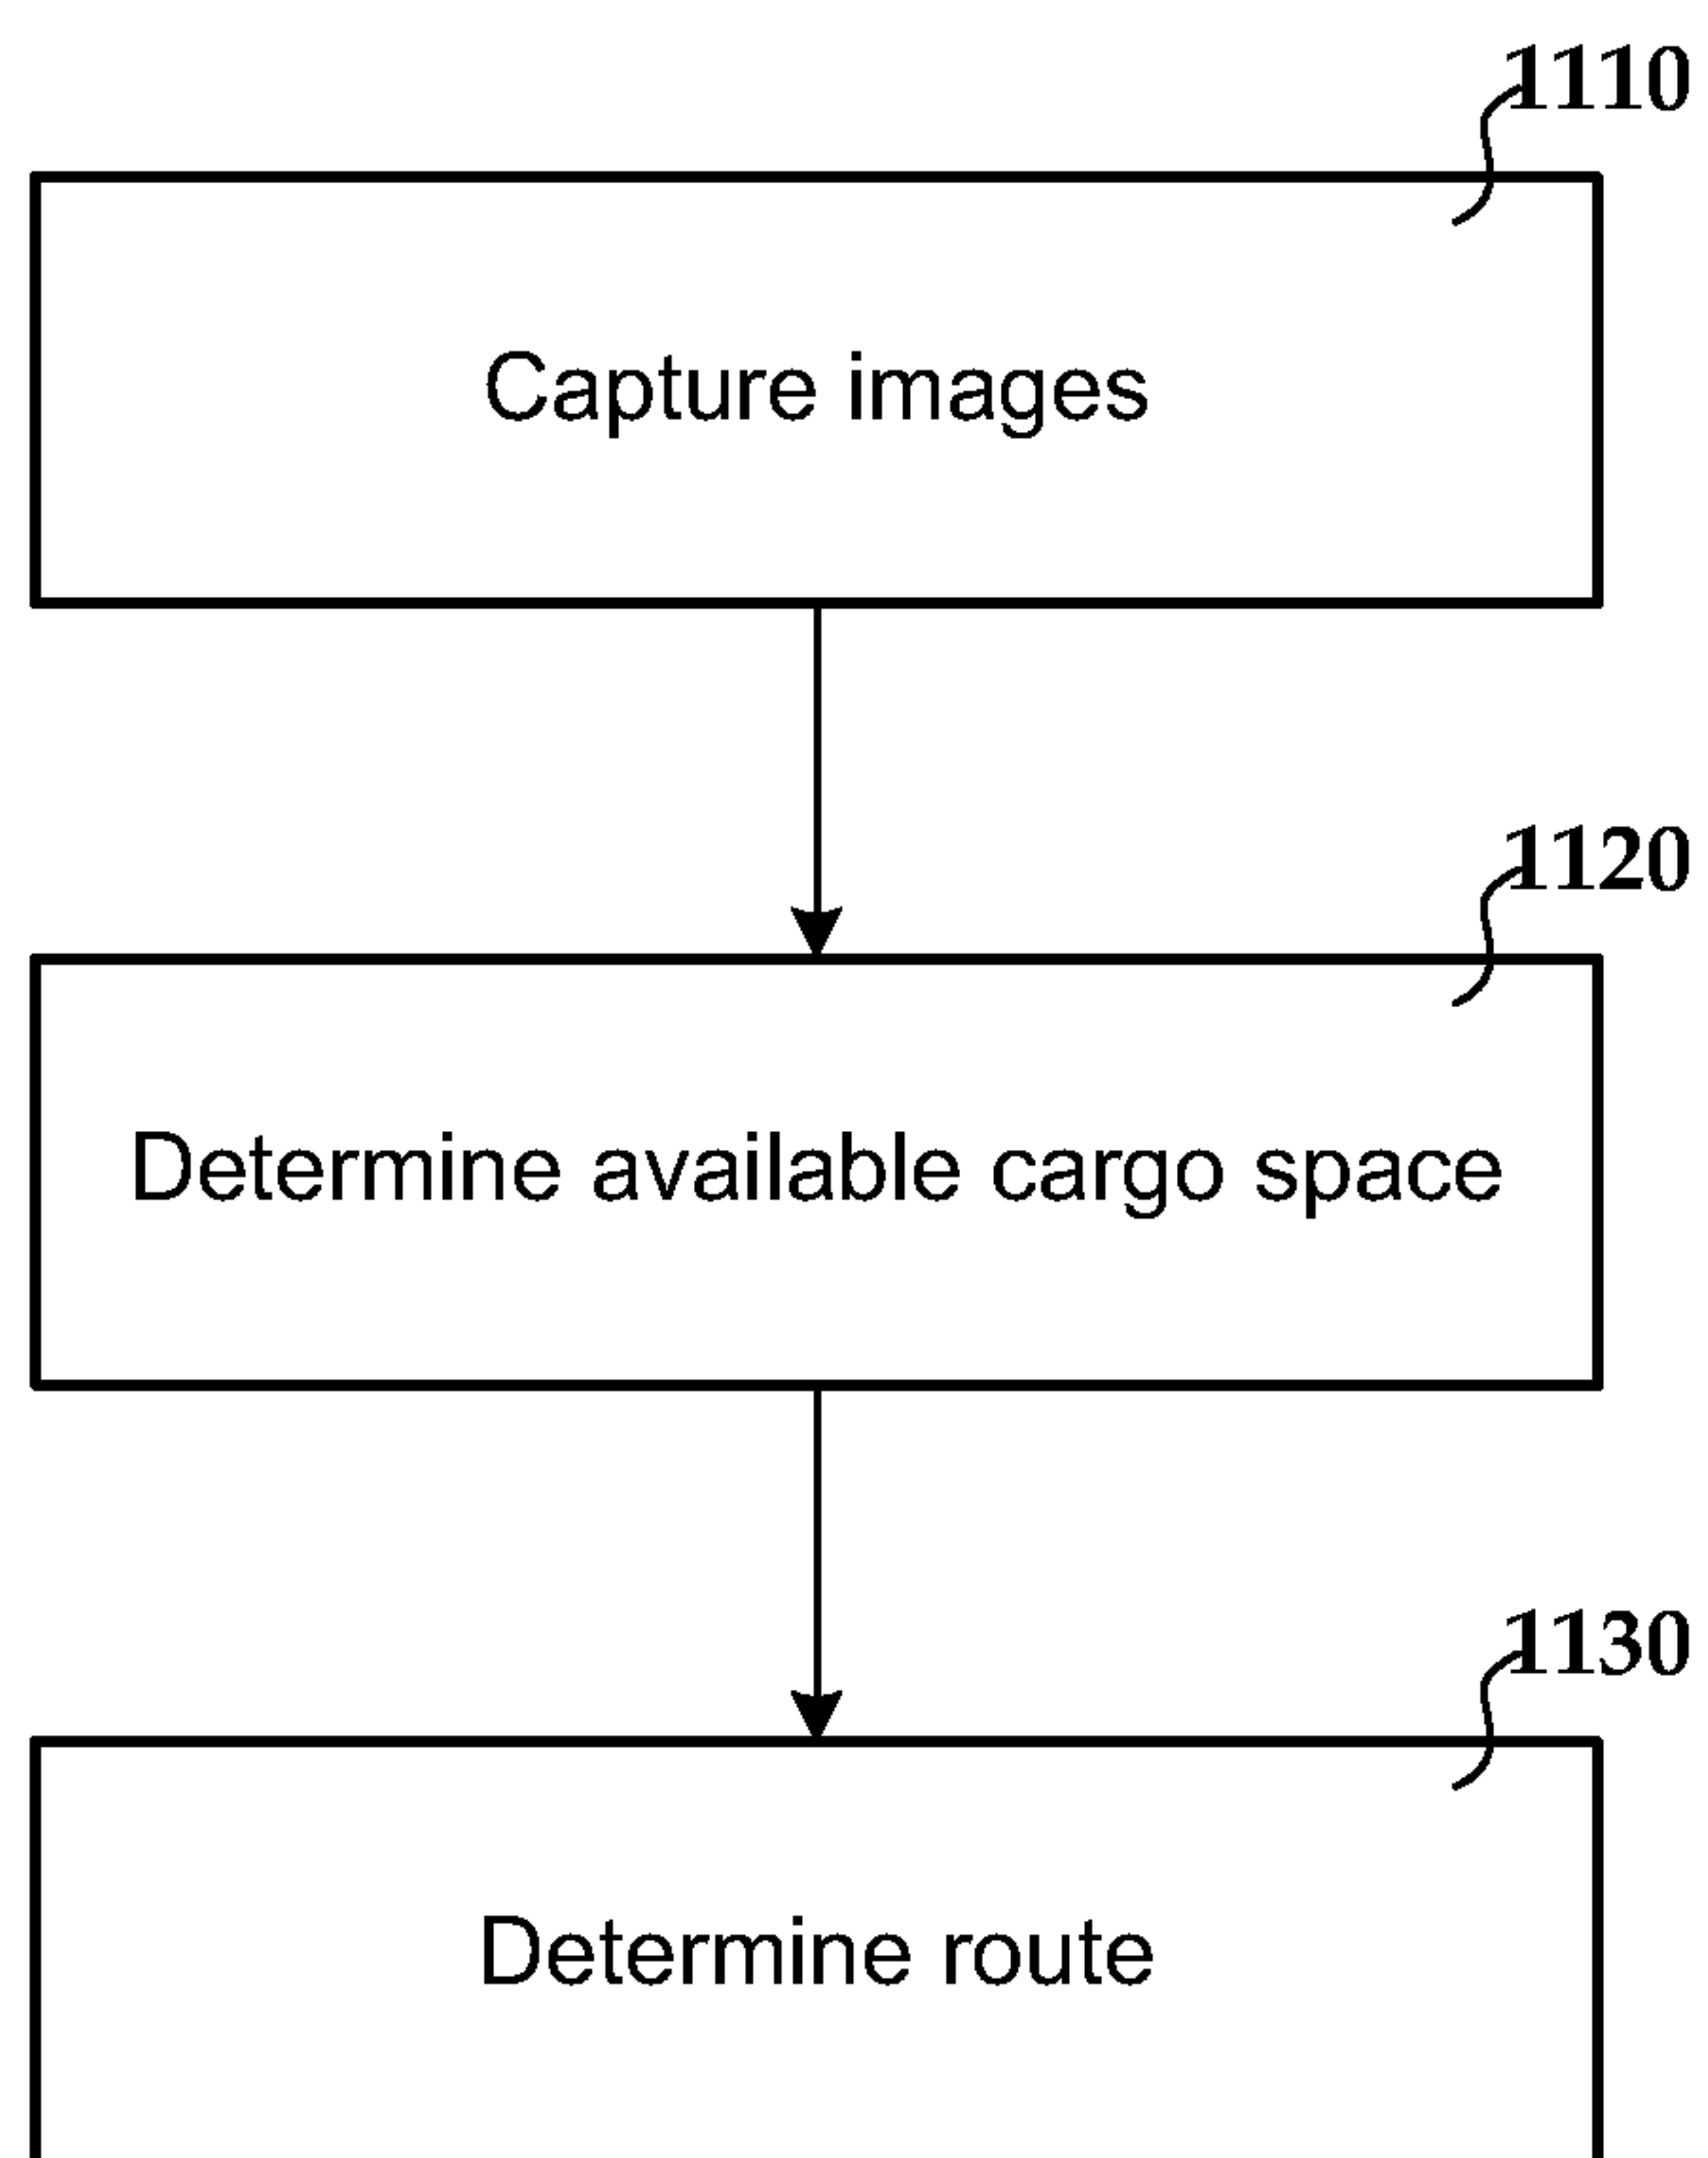 1110
Capture images
1120
Determine available cargo space
1130
Determine route